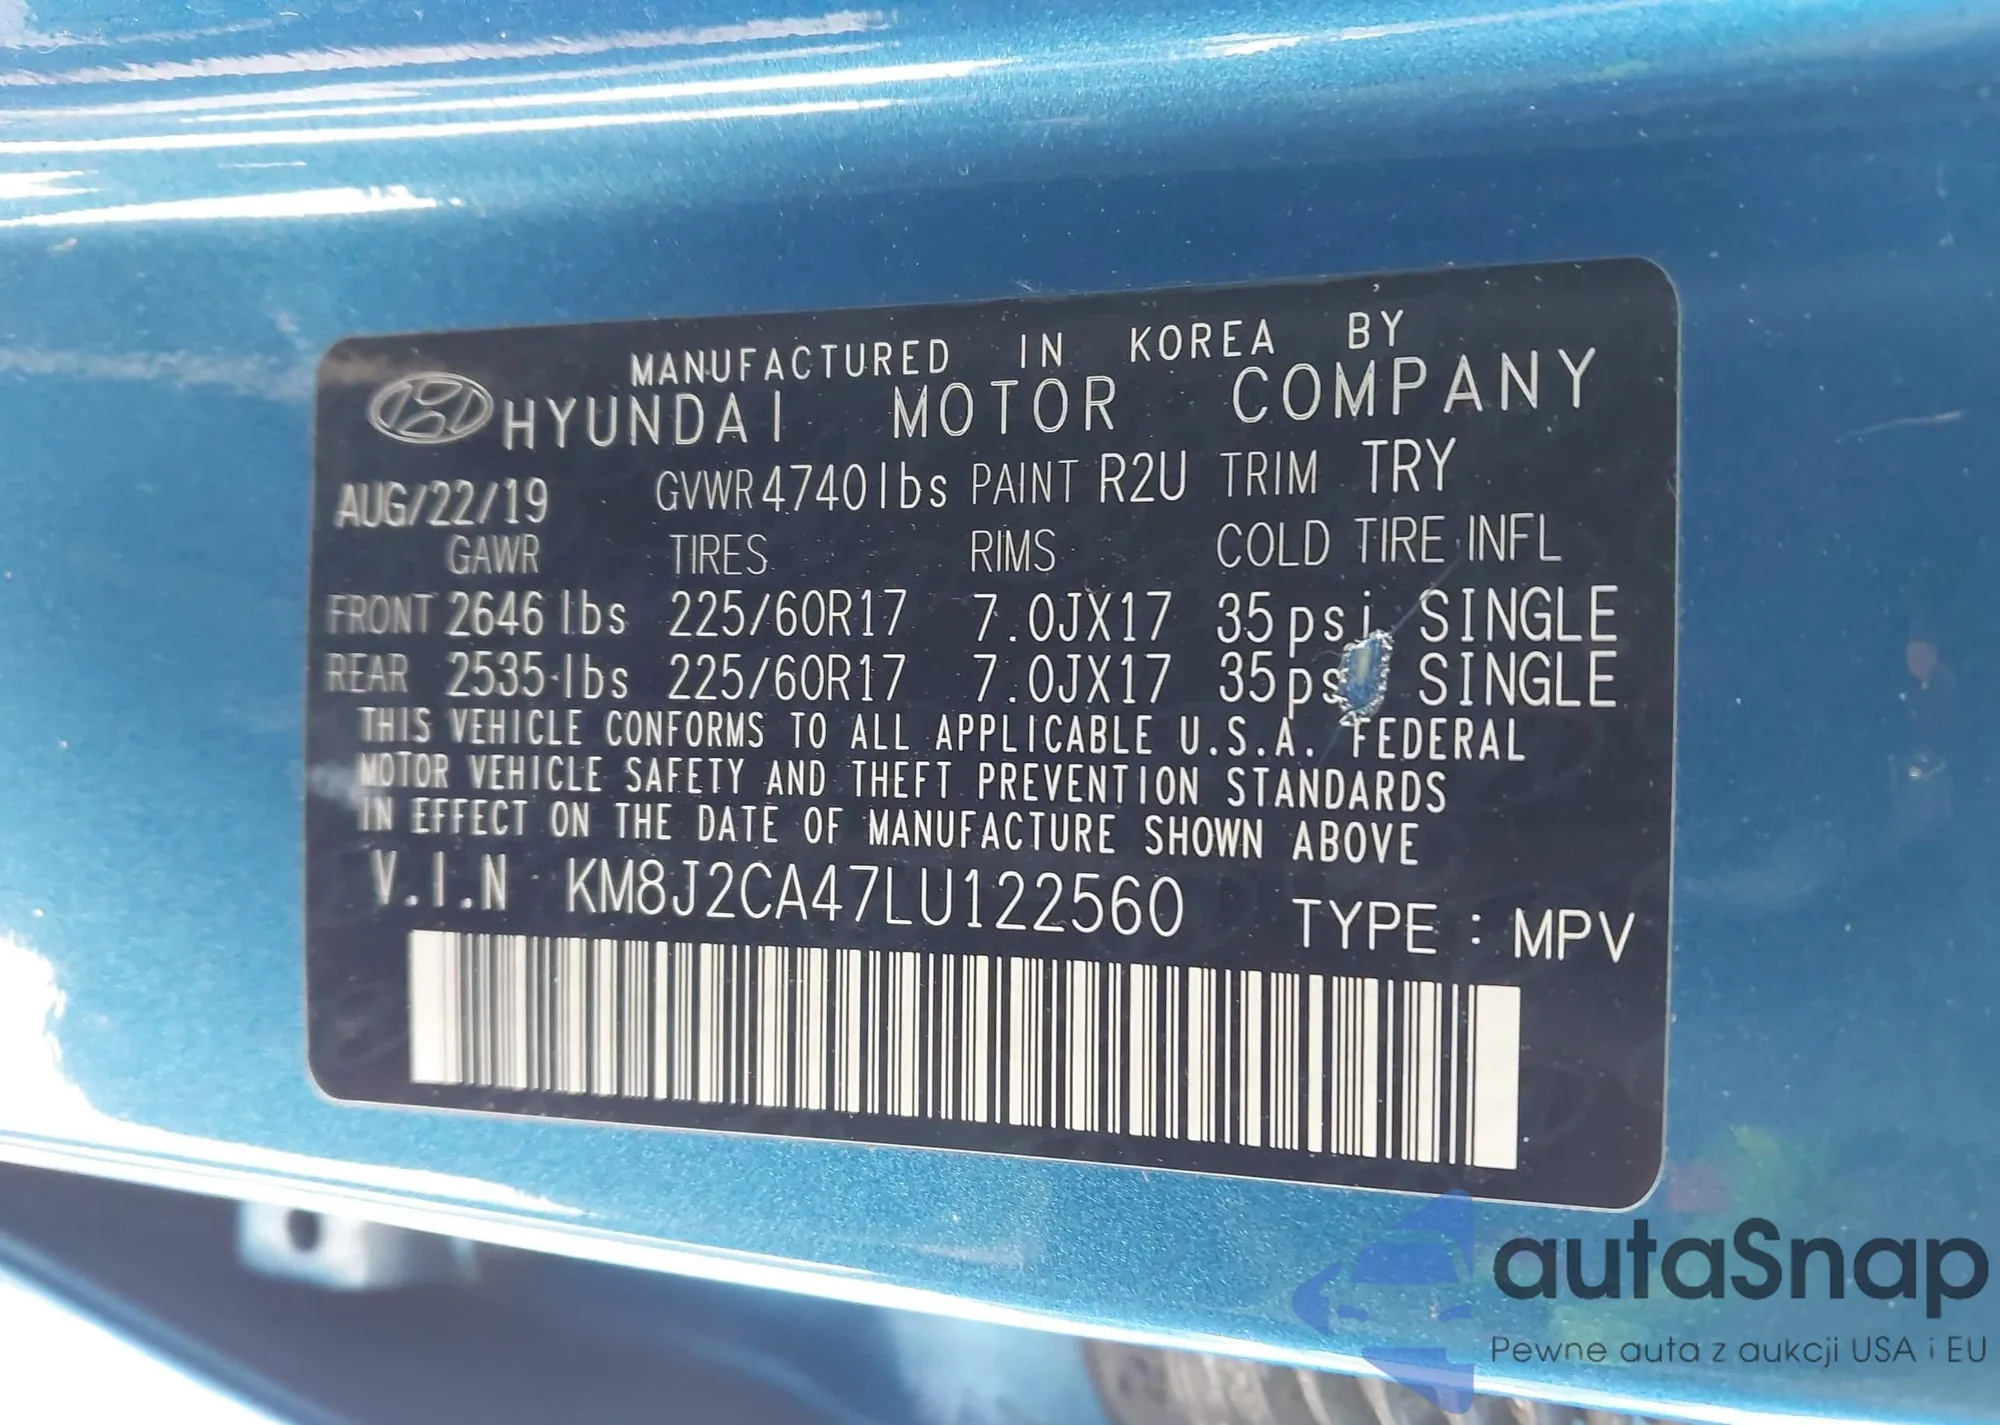 MANUFACTURED IN KOREA BY
HYUNDAI MOTOR COMPANY
AUG/22/19 GVWR 4740lbs PAINT R2U TRIM TRY
GAWR TIRES RIMS COLD TIRE INFL
FRONT 2646 lbs 225/60R17 7.0JX17 35psi SINGLE
REAR 2535 lbs 225/60R17 7.0JX17 35ps SINGLE
THIS VEHICLE CONFORMS TO ALL APPLICABLE U.S.A. FEDERAL
MOTOR VEHICLE SAFETY AND THEFT PREVENTION STANDARDS
IN EFFECT ON THE DATE OF MANUFACTURE SHOWN ABOVE
V.I.N KM8J2CA47LU122560 TYPE : MPV
autaSnap
Pewne auta z aukcji USA i EU